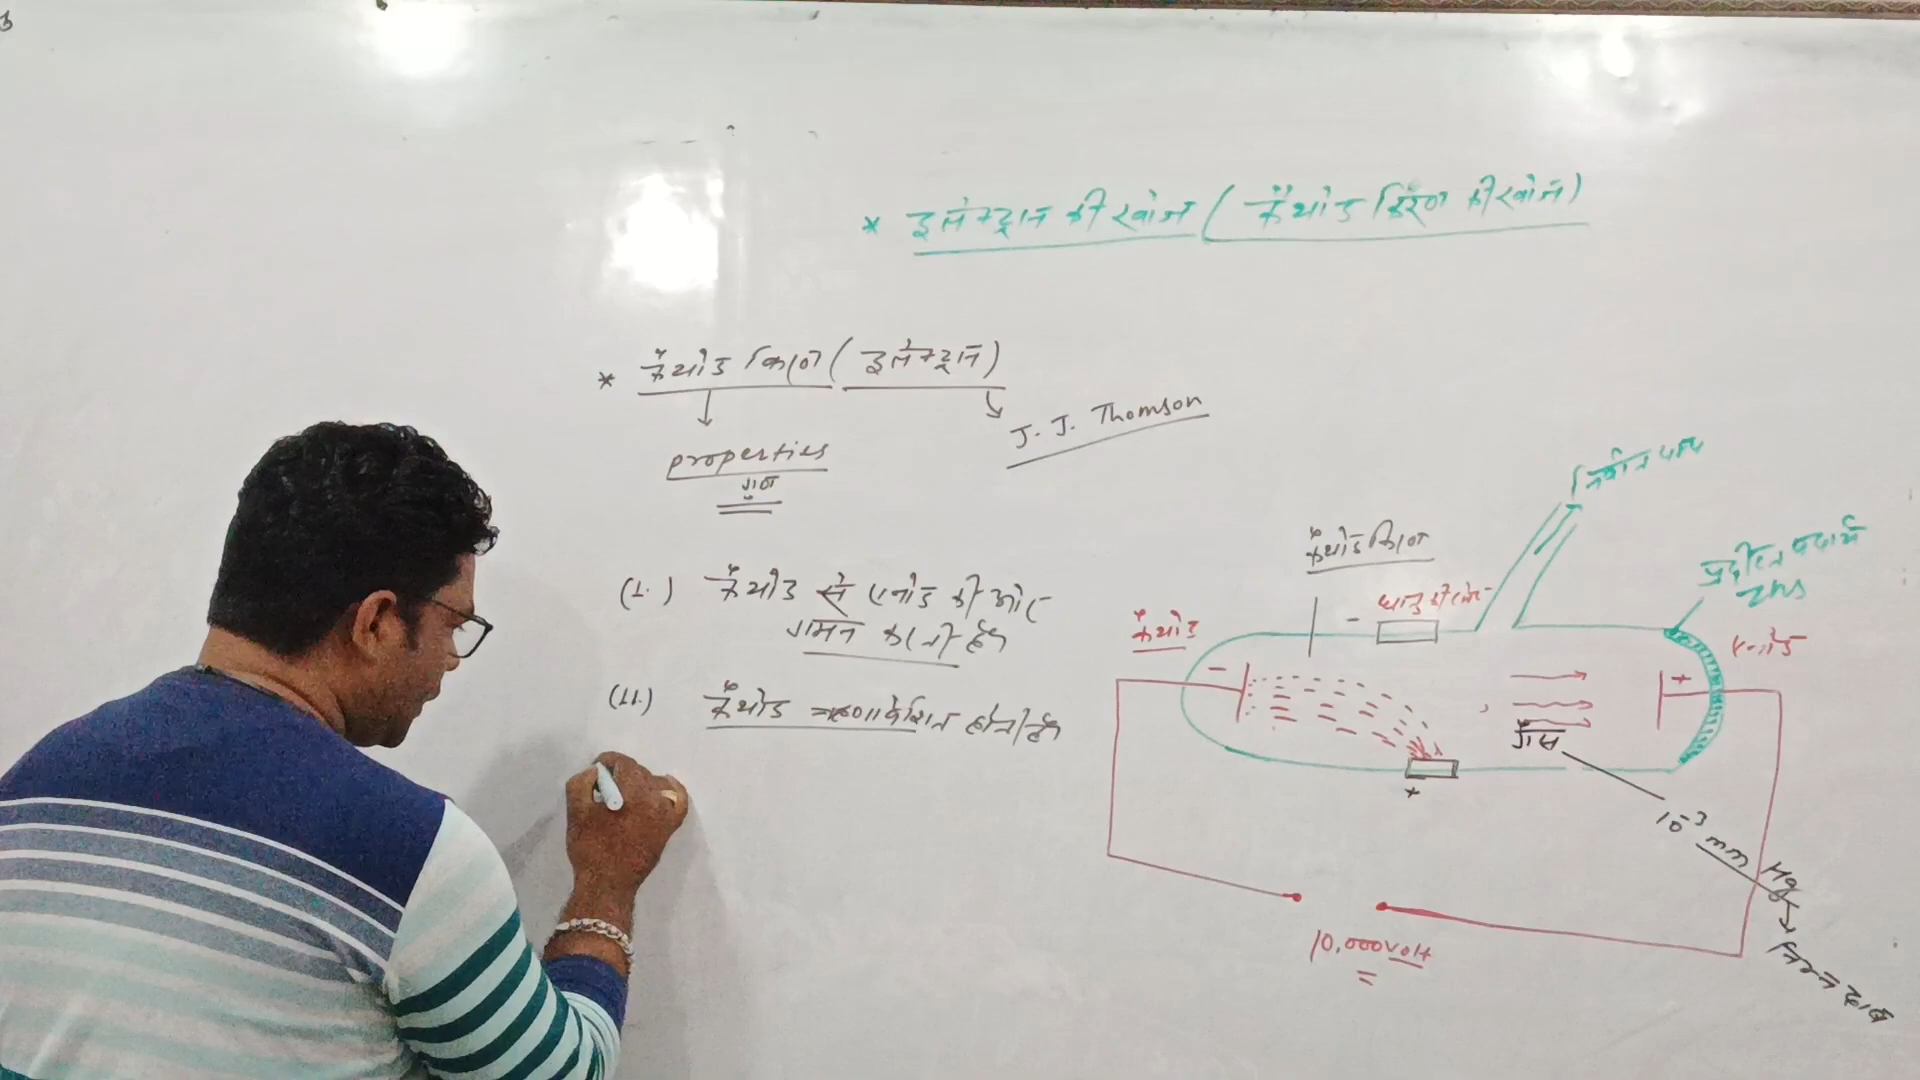 * इलेक्ट्रान की खोज ( कैथोड किरण की खोज)
* कैथोड किरण ( इलेक्ट्रान)
properties
गुण
J. J. Thomson
(I.) कैथोड से एनोड की ओर
गमन करती है
(II.) कैथोड ऋणावेशित होती है
निर्वात पम्प
कैथोड किरण
प्रदीप्त पदार्थ
ZnS
कैथोड
-
धातु की प्लेट
एनोड
-
+
गैस
+
10⁻³ mm Hg → निम्न दाब
10,000 volt